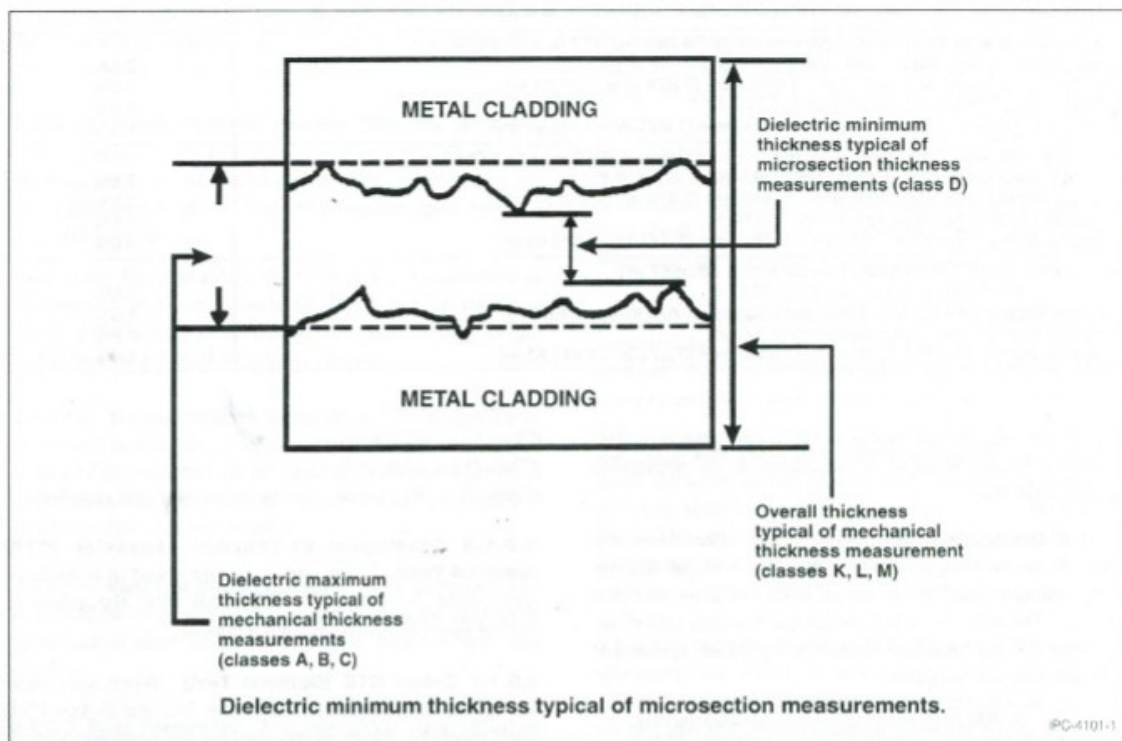 METAL CLADDING
Dielectric minimum
thickness typical of
microsection thickness
measurements (class D)
METAL CLADDING
Overall thickness
typical of mechanical
thickness measurement
(classes K, L, M)
Dielectric maximum
thickness typical of
mechanical thickness
measurements
(classes A, B, C)
Dielectric minimum thickness typical of microsection measurements.
IPC-4101-1